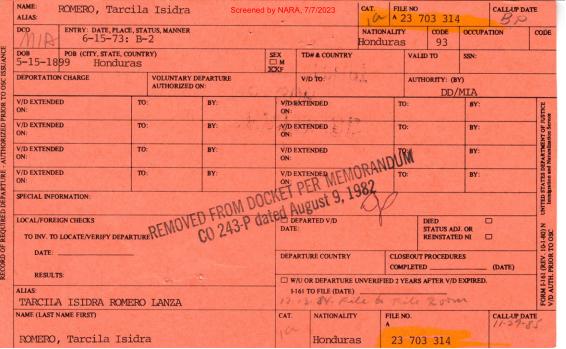 NAME: ROMERO, Tarcila Isidra Screened by NARA, 7/7/2023 CAT. FILE NO CALL-UP DATE
A 23 703 314 BP
DCO ENTRY: DATE, PLACE, STATUS, MANNER NATIONALITY CODE OCCUPATION CODE
MIA 6-15-73: B-2 Honduras 93
DOB POB (CITY, STATE, COUNTRY) SEX TD# & COUNTRY VALID TO SSN:
5-15-1899 Honduras M XXF
DEPORTATION CHARGE VOLUNTARY DEPARTURE AUTHORIZED ON: V/D TO: AUTHORITY: (BY)
DD/MIA
V/D EXTENDED ON: TO: BY: V/D EXTENDED ON: TO: BY:
V/D EXTENDED ON: TO: BY: V/D EXTENDED ON: TO: BY:
V/D EXTENDED ON: TO: BY: V/D EXTENDED ON: TO: BY:
V/D EXTENDED ON: TO: BY: V/D EXTENDED ON: TO: BY:
SPECIAL INFORMATION:
REMOVED FROM DOCKET PER MEMORANDUM
CO 243-P dated August 9, 1982
LOCAL/FOREIGN CHECKS DEPARTED V/D DIED
TO INV. TO LOCATE/VERIFY DEPARTURE DATE: STATUS ADJ. OR REINSTATED NI
DATE:
DEPARTURE COUNTRY CLOSEOUT PROCEDURES
COMPLETED (DATE)
RESULTS: W/U OR DEPARTURE UNVERIFIED 2 YEARS AFTER V/D EXPIRED.
I-161 TO FILE (DATE)
ALIAS: 12-12-84 File to File Room
TARCILA ISIDRA ROMERO LANZA
NAME (LAST NAME FIRST) CAT. NATIONALITY FILE NO. CALL-UP DATE
A 11-29-85
ROMERO, Tarcila Isidra Honduras 23 703 314
RECORD OF REQUIRED DEPARTURE - AUTHORIZED PRIOR TO OSC ISSUANCE
UNITED STATES DEPARTMENT OF JUSTICE
Immigration and Naturalization Service
FORM I-161 (REV. 10-1-80) N
V/D AUTH. PRIOR TO OSC